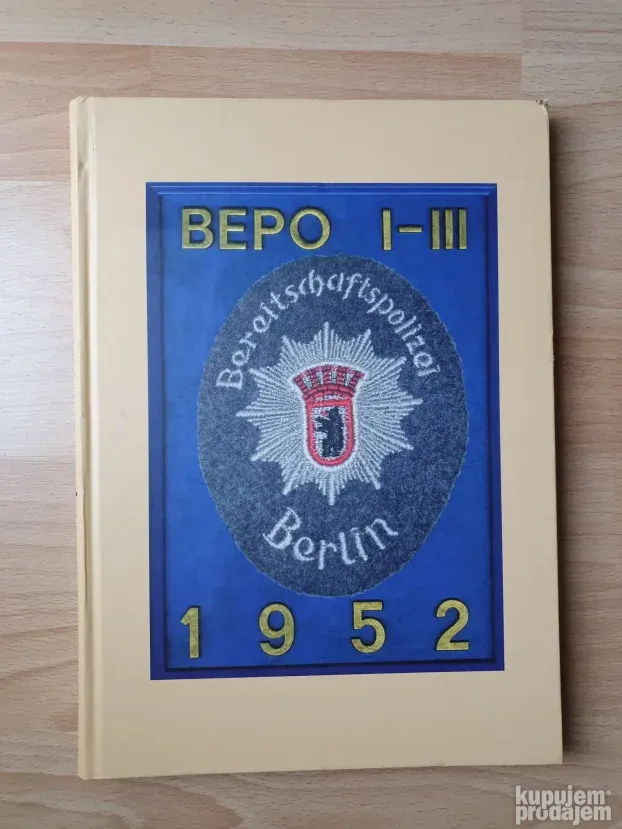 BEPO I-III
Bereitschaftspolizei
Berlin
1952
kupujem
prodajem